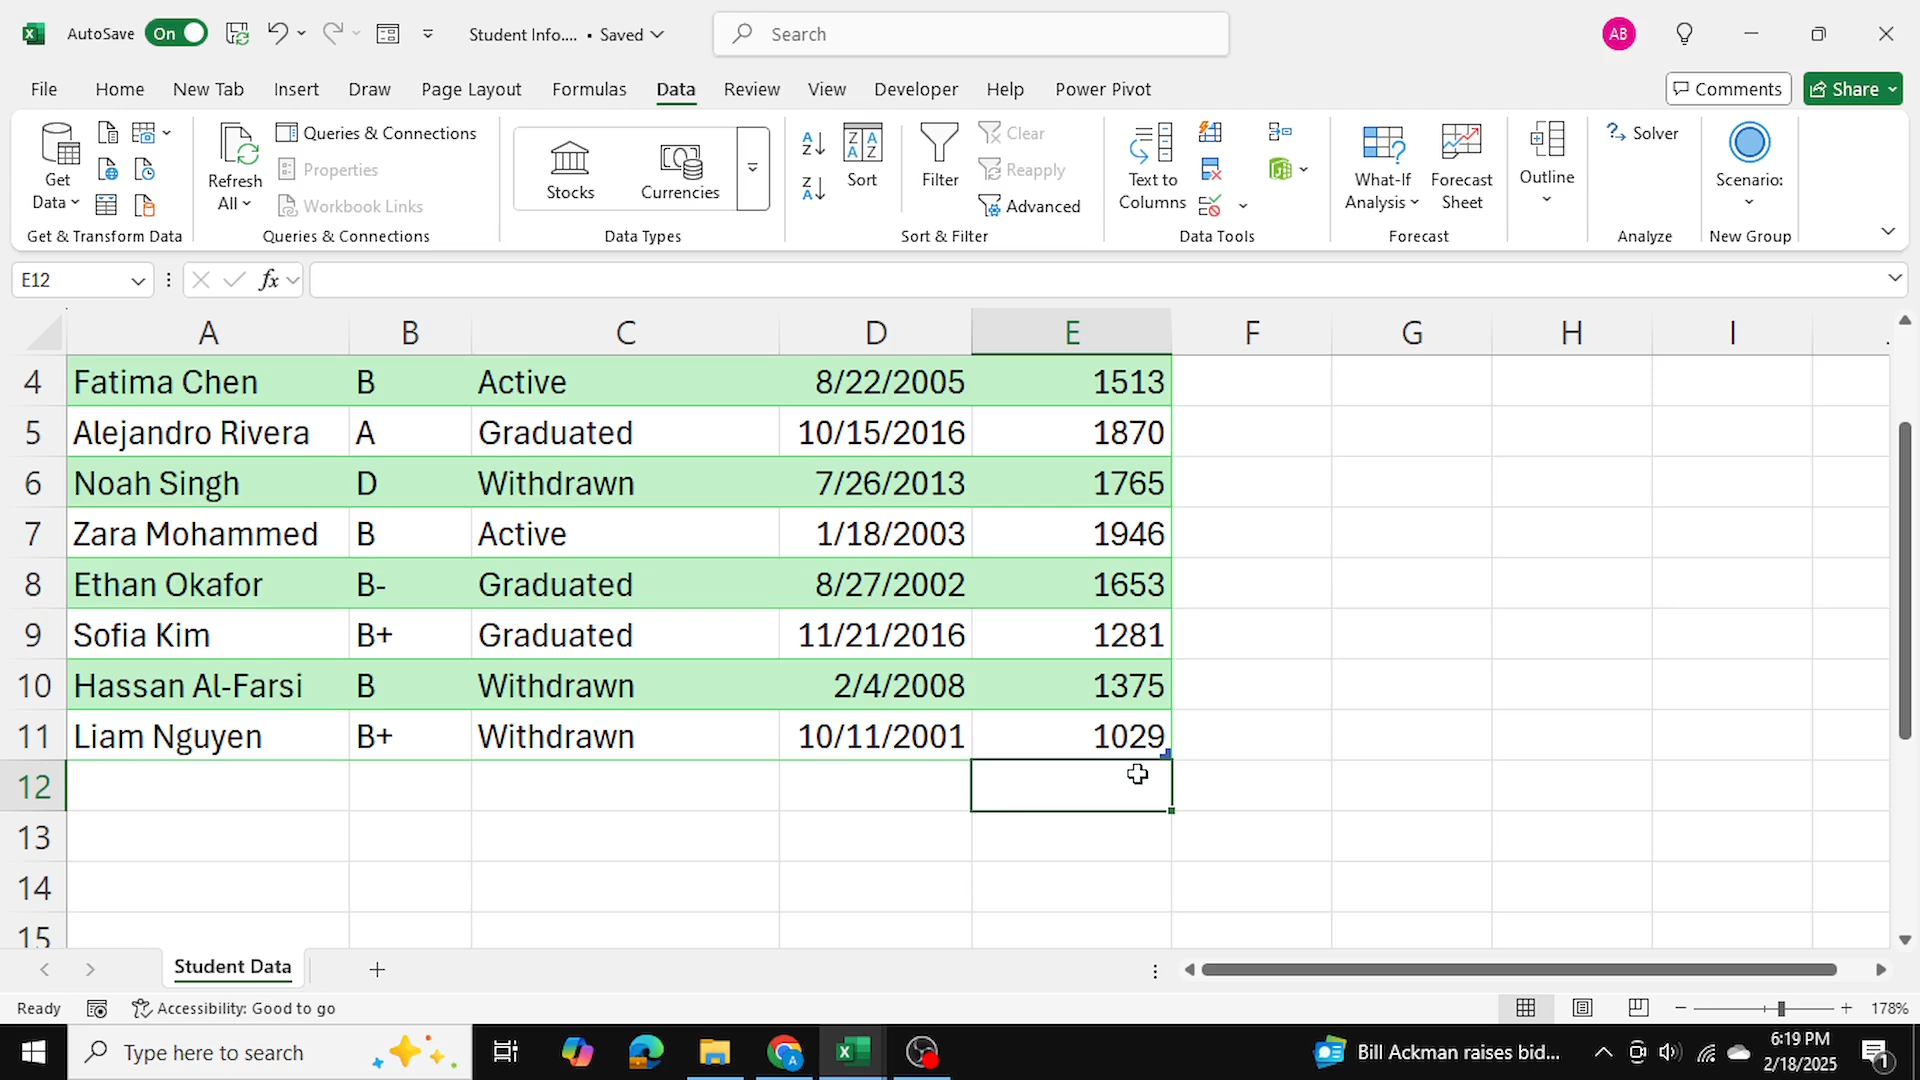 AutoSave On Student Info.... • Saved Search AB
File Home New Tab Insert Draw Page Layout Formulas Data Review View Developer Help Power Pivot Comments Share
Get Data
Refresh All
Queries & Connections
Properties
Workbook Links
Stocks
Currencies
Sort
Filter
Clear
Reapply
Advanced
Text to Columns
What-If Analysis
Forecast Sheet
Outline
Solver
Scenario:
Get & Transform Data Queries & Connections Data Types Sort & Filter Data Tools Forecast Analyze New Group
E12 fx
A B C D E F G H I
4 Fatima Chen B Active 8/22/2005 1513
5 Alejandro Rivera A Graduated 10/15/2016 1870
6 Noah Singh D Withdrawn 7/26/2013 1765
7 Zara Mohammed B Active 1/18/2003 1946
8 Ethan Okafor B- Graduated 8/27/2002 1653
9 Sofia Kim B+ Graduated 11/21/2016 1281
10 Hassan Al-Farsi B Withdrawn 2/4/2008 1375
11 Liam Nguyen B+ Withdrawn 10/11/2001 1029
12
13
14
15
Student Data
Ready Accessibility: Good to go 178%
Type here to search Bill Ackman raises bid... 6:19 PM
2/18/2025 1